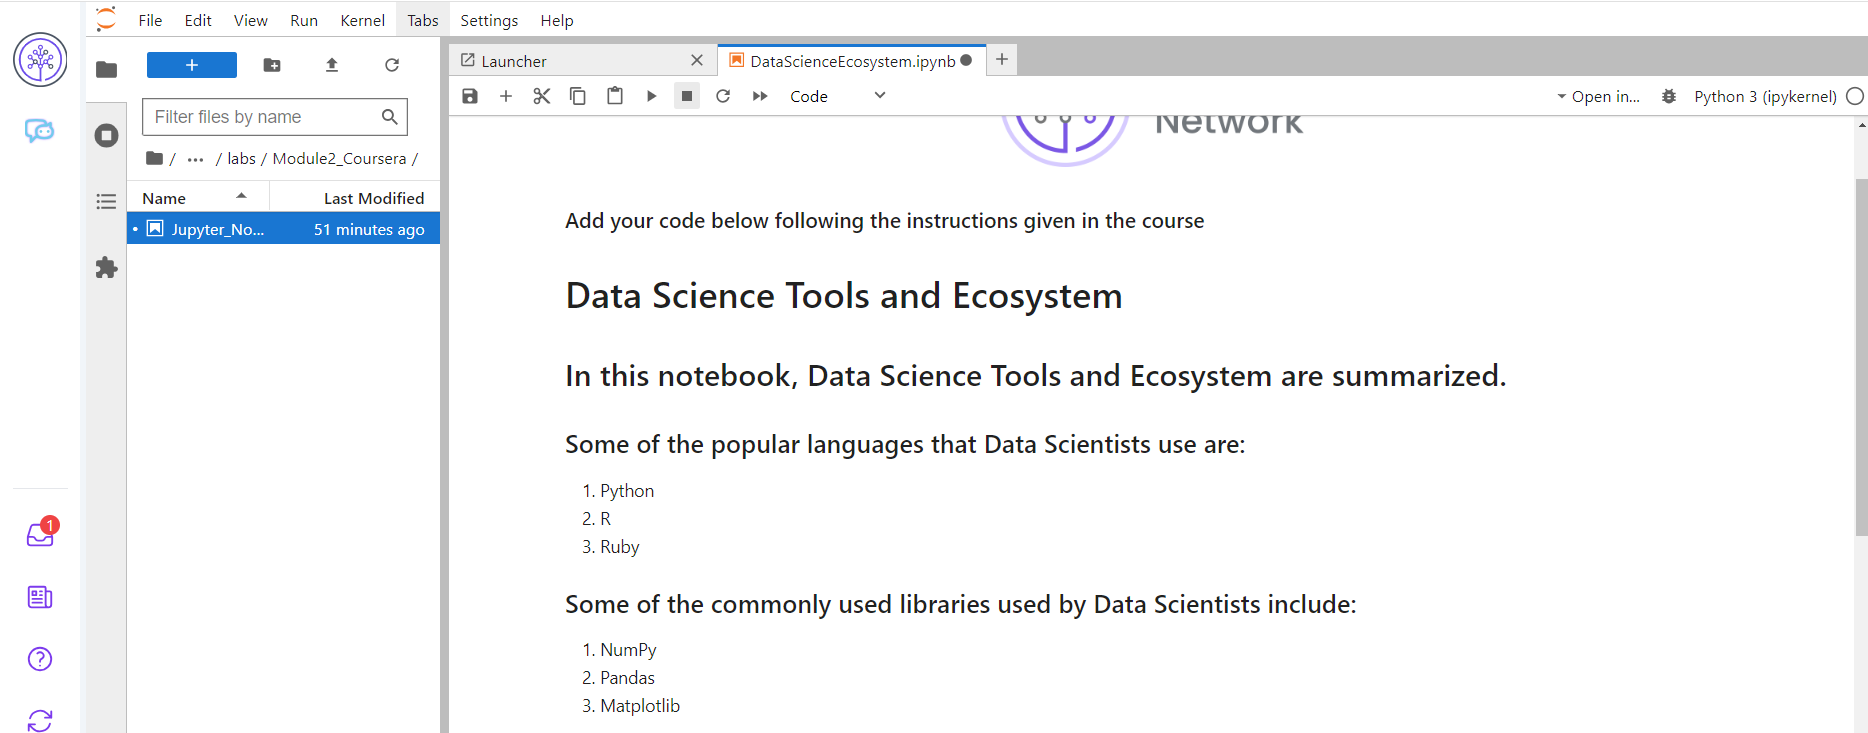 File Edit View Run Kernel Tabs Settings Help
Launcher
DataScienceEcosystem.ipynb
Filter files by name
Code
Open in...
Python 3 (ipykernel)
/ ... / labs / Module2_Coursera /
Name Last Modified
Jupyter_No... 51 minutes ago
1
Network
Add your code below following the instructions given in the course
Data Science Tools and Ecosystem
In this notebook, Data Science Tools and Ecosystem are summarized.
Some of the popular languages that Data Scientists use are:
1. Python
2. R
3. Ruby
Some of the commonly used libraries used by Data Scientists include:
1. NumPy
2. Pandas
3. Matplotlib